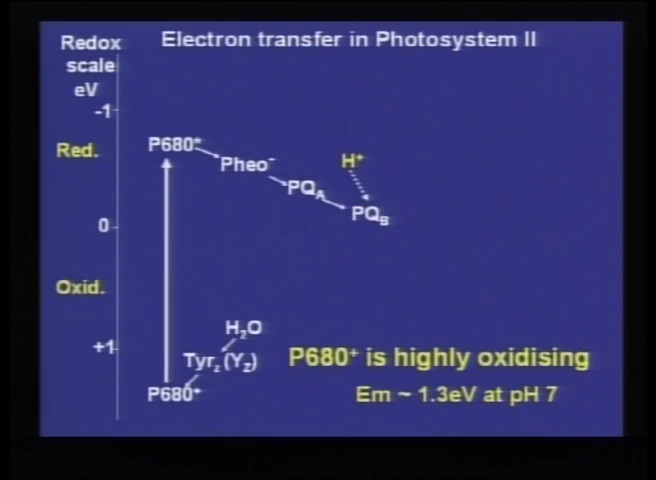 Electron transfer in Photosystem II
Redox
scale
eV
-1
Red.
0
Oxid.
+1
P680*
Pheo⁻
PQA
H⁺
PQB
H₂O
Tyrz (Yz)
P680⁺
P680⁺ is highly oxidising
Em ~ 1.3eV at pH 7